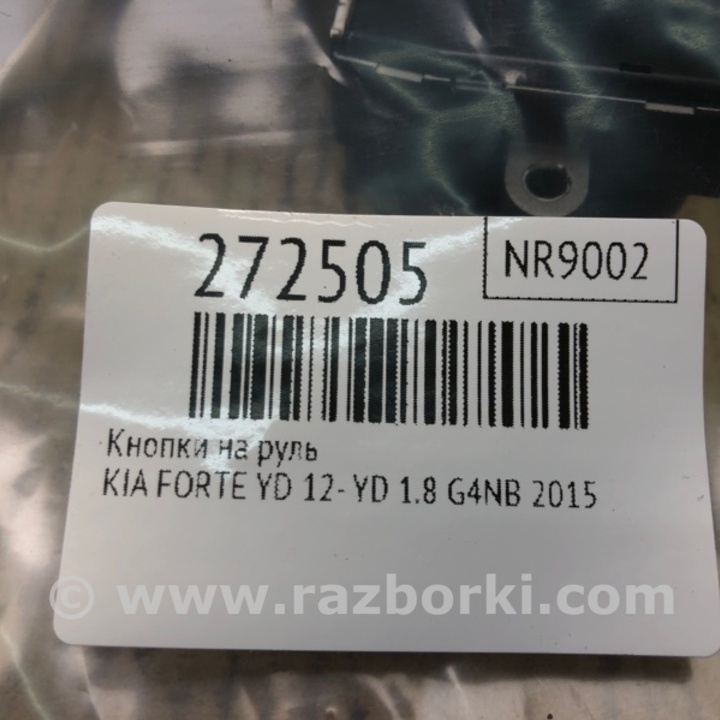 272505
NR9002
Кнопки на руль
KIA FORTE YD 12- YD 1.8 G4NB 2015
© www.razborki.com